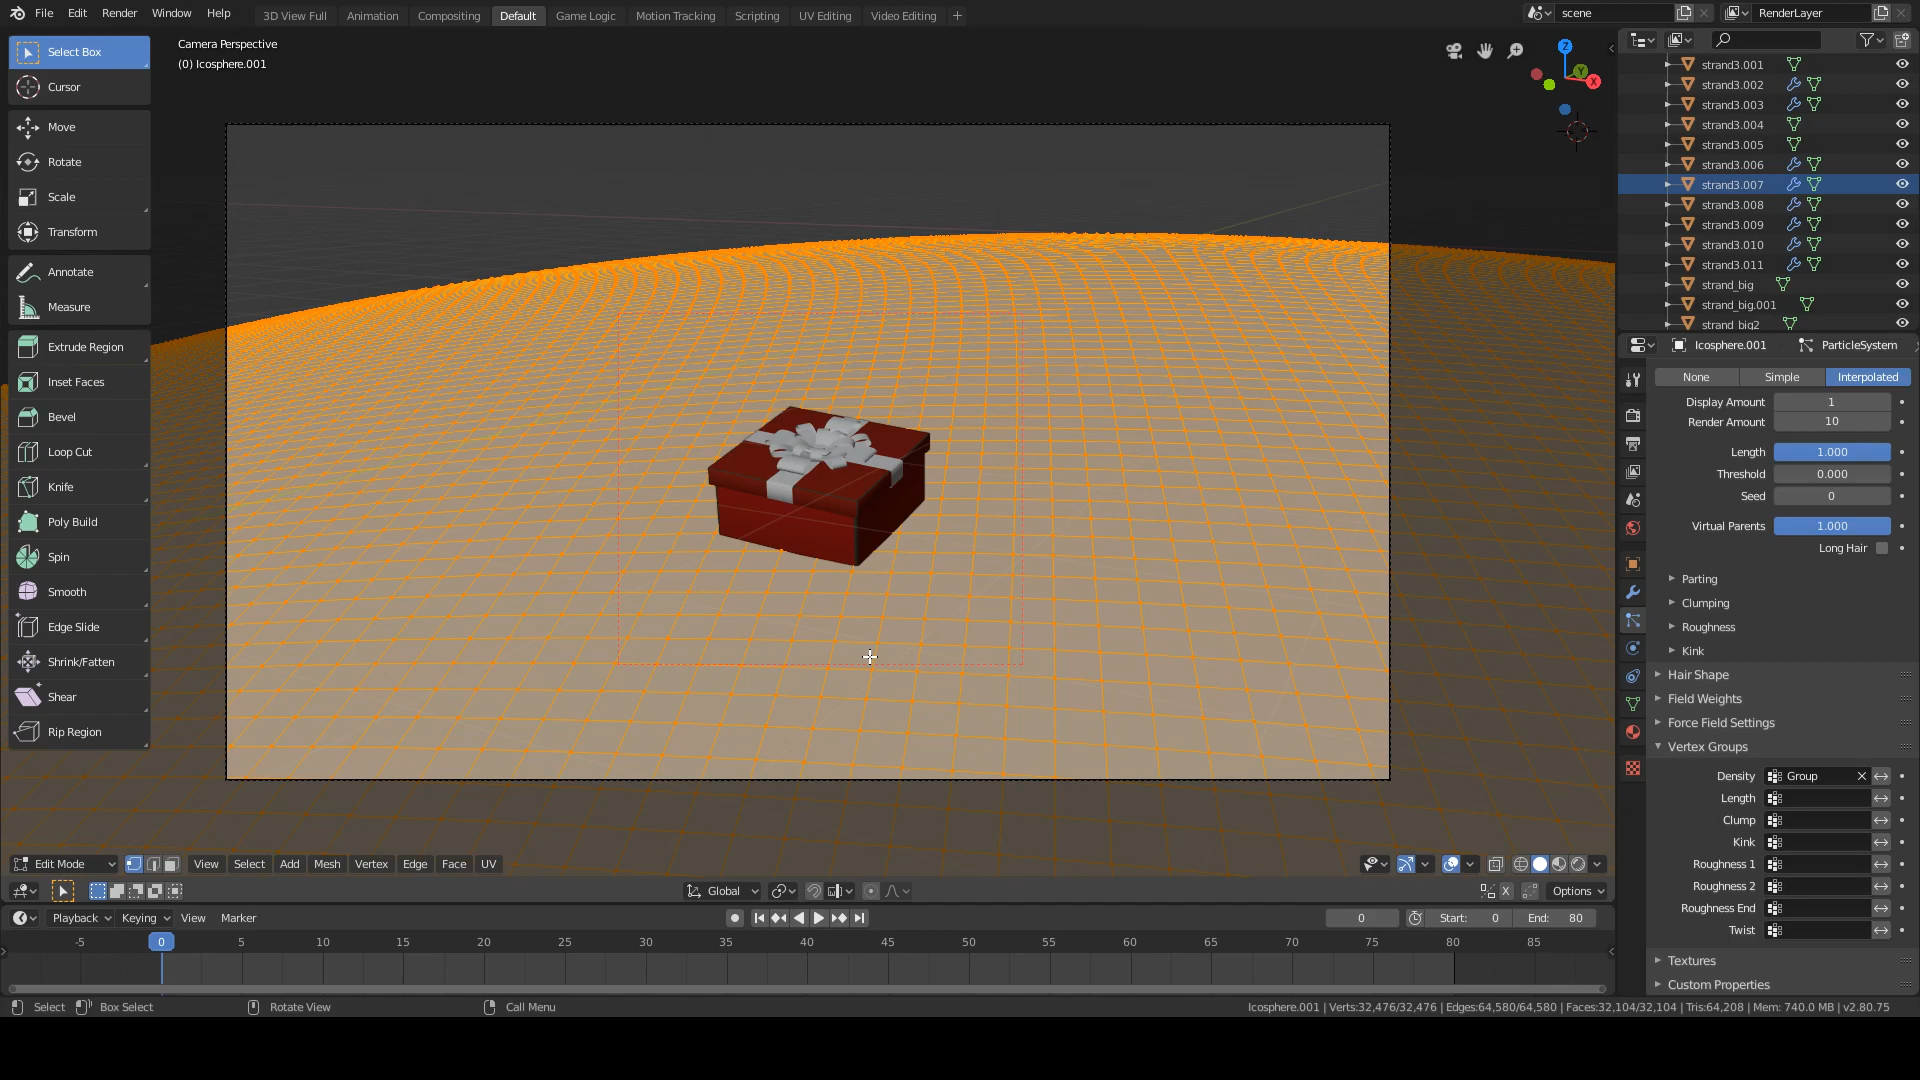 File Edit Render Window Help 3D View Full Animation Compositing Default Game Logic Motion Tracking Scripting UV Editing Video Editing + scene RenderLayer
Select Box
Cursor
Move
Rotate
Scale
Transform
Annotate
Measure
Extrude Region
Inset Faces
Bevel
Loop Cut
Knife
Poly Build
Spin
Smooth
Edge Slide
Shrink/Fatten
Shear
Rip Region
Camera Perspective
(0) Icosphere.001
Z
Y
X
strand3.001
strand3.002
strand3.003
strand3.004
strand3.005
strand3.006
strand3.007
strand3.008
strand3.009
strand3.010
strand3.011
strand_big
strand_big.001
strand_big2
Icosphere.001 ParticleSystem
None Simple Interpolated
Display Amount 1
Render Amount 10
Length 1.000
Threshold 0.000
Seed 0
Virtual Parents 1.000
Long Hair
Parting
Clumping
Roughness
Kink
Hair Shape
Field Weights
Force Field Settings
Vertex Groups
Density Group
Length
Clump
Kink
Roughness 1
Roughness 2
Roughness End
Twist
Textures
Custom Properties
Edit Mode View Select Add Mesh Vertex Edge Face UV
Global X Options
Playback Keying View Marker 0 Start: 0 End: 80
-5 0 5 10 15 20 25 30 35 40 45 50 55 60 65 70 75 80 85
Select Box Select Rotate View Call Menu Icosphere.001 | Verts:32,476/32,476 | Edges:64,580/64,580 | Faces:32,104/32,104 | Tris:64,208 | Mem: 740.0 MB | v2.80.75